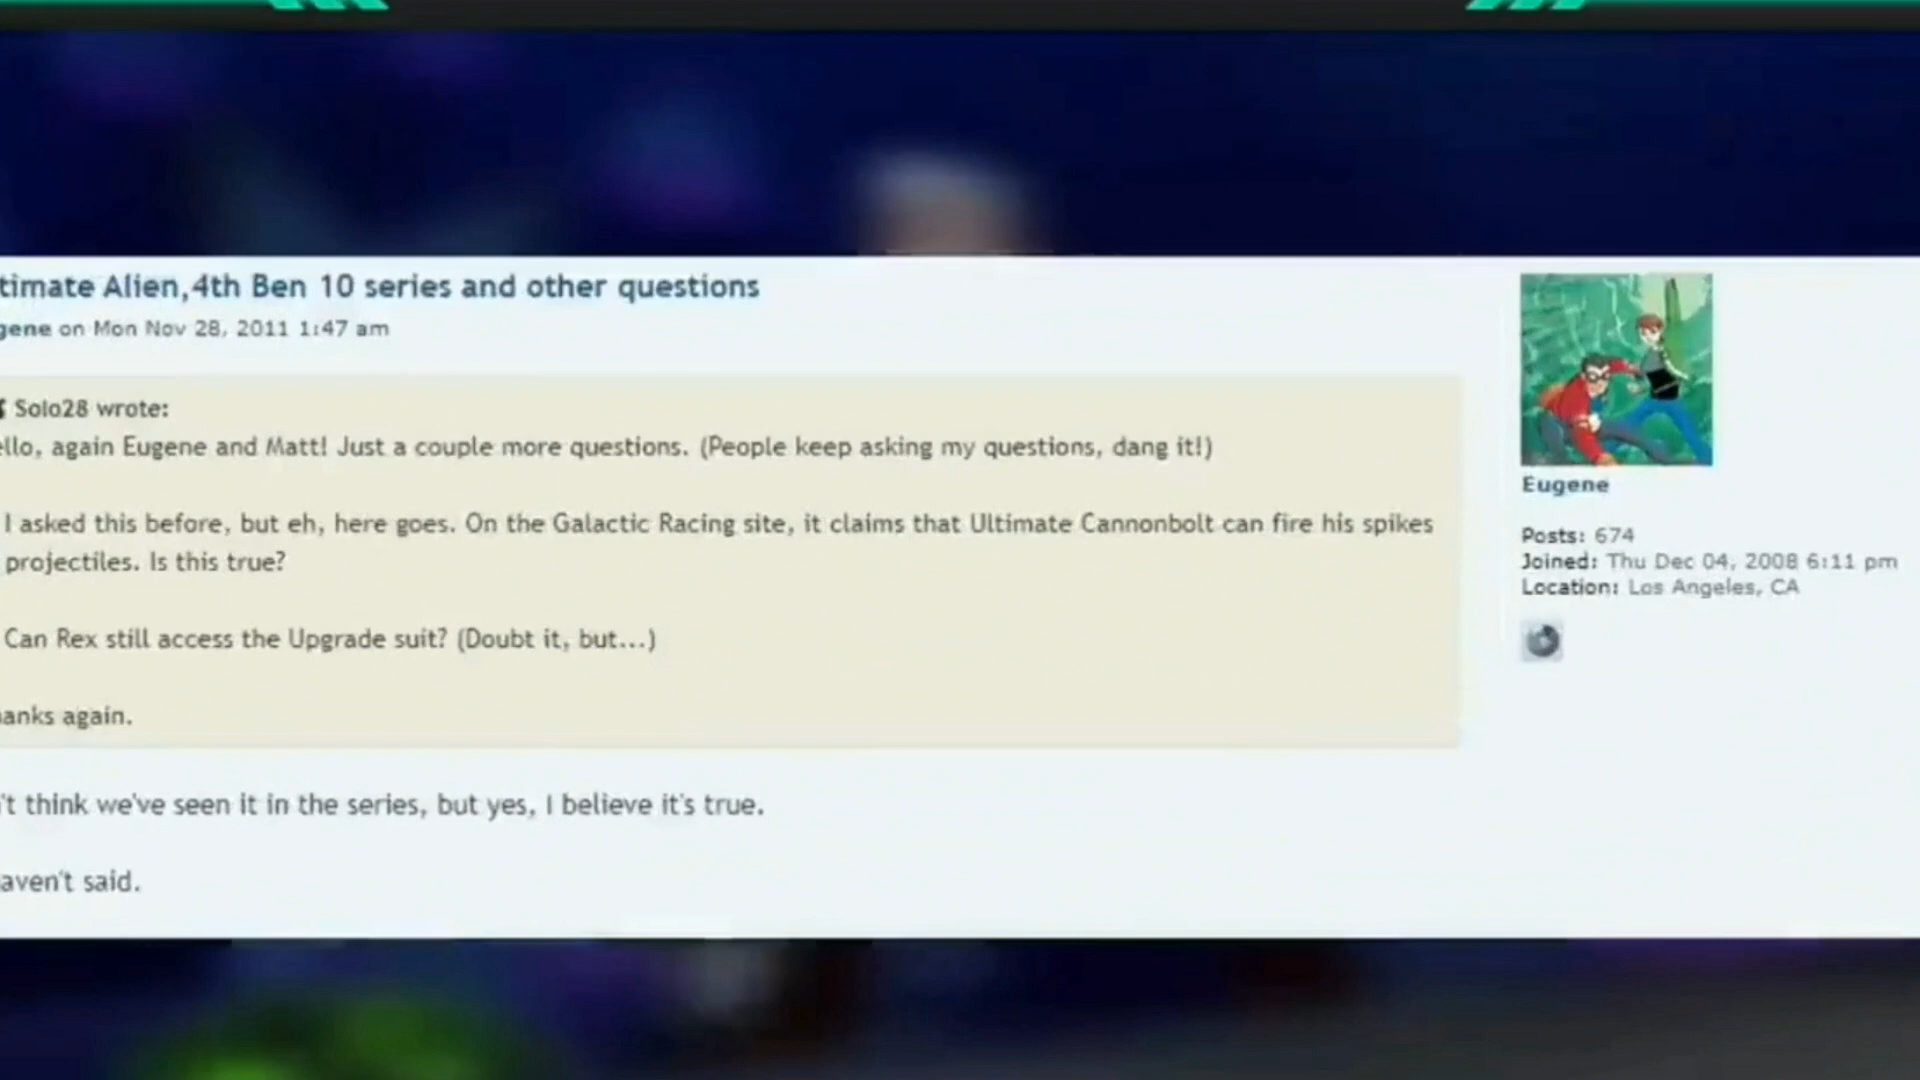 timate Alien,4th Ben 10 series and other questions
gene on Mon Nov 28, 2011 1:47 am
Solo28 wrote:
ello, again Eugene and Matt! Just a couple more questions. (People keep asking my questions, dang it!)
I asked this before, but eh, here goes. On the Galactic Racing site, it claims that Ultimate Cannonbolt can fire his spikes
projectiles. Is this true?
Can Rex still access the Upgrade suit? (Doubt it, but...)
anks again.
't think we've seen it in the series, but yes, I believe it's true.
aven't said.
Eugene
Posts: 674
Joined: Thu Dec 04, 2008 6:11 pm
Location: Los Angeles, CA